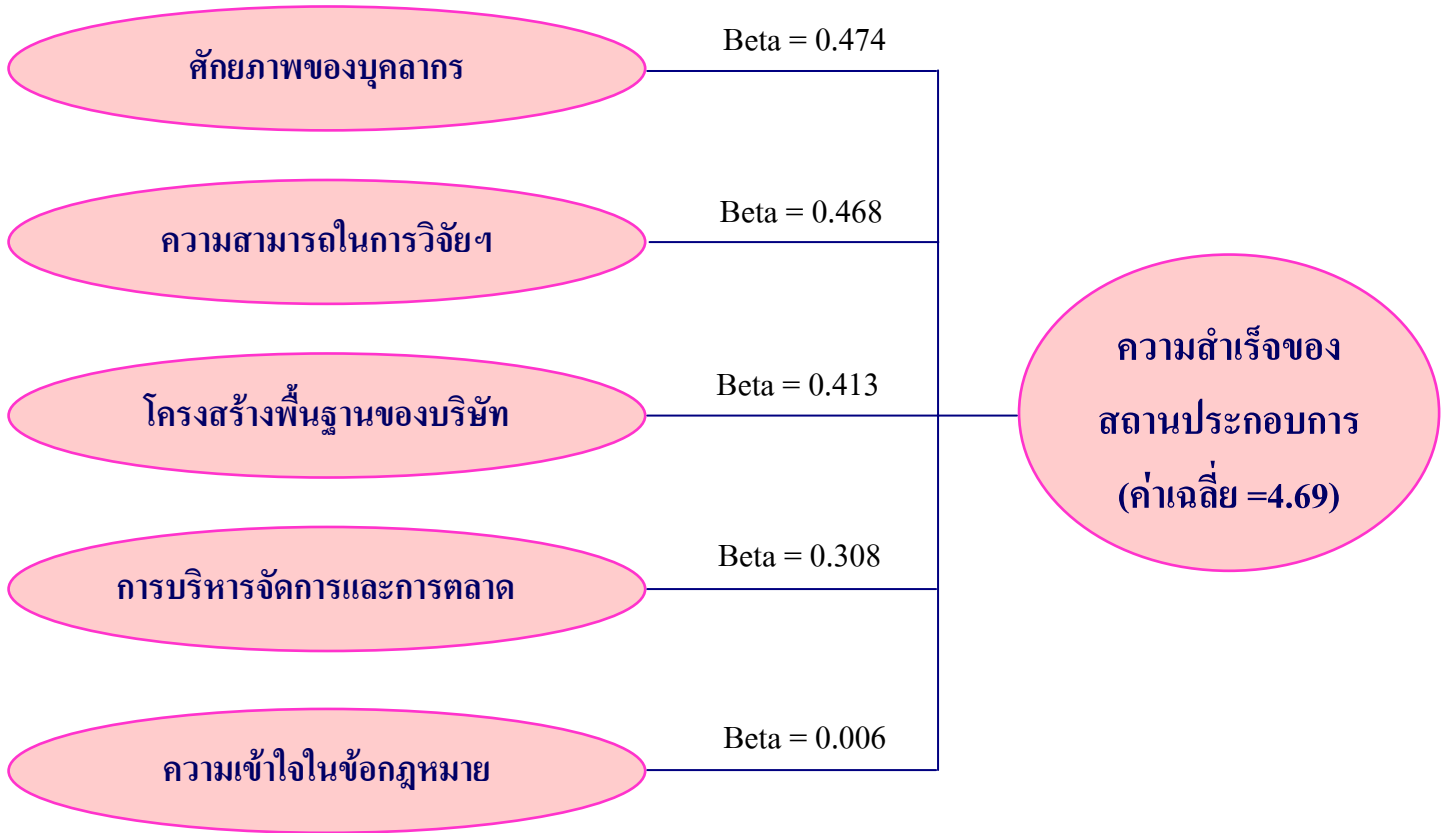 ศักยภาพของบุคลากร
Beta = 0.474
ความสามารถในการวิจัยฯ
Beta = 0.468
โครงสร้างพื้นฐานของบริษัท
Beta = 0.413
การบริหารจัดการและการตลาด
Beta = 0.308
ความเข้าใจในข้อกฎหมาย
Beta = 0.006
ความสำเร็จของ
สถานประกอบการ
(ค่าเฉลี่ย =4.69)